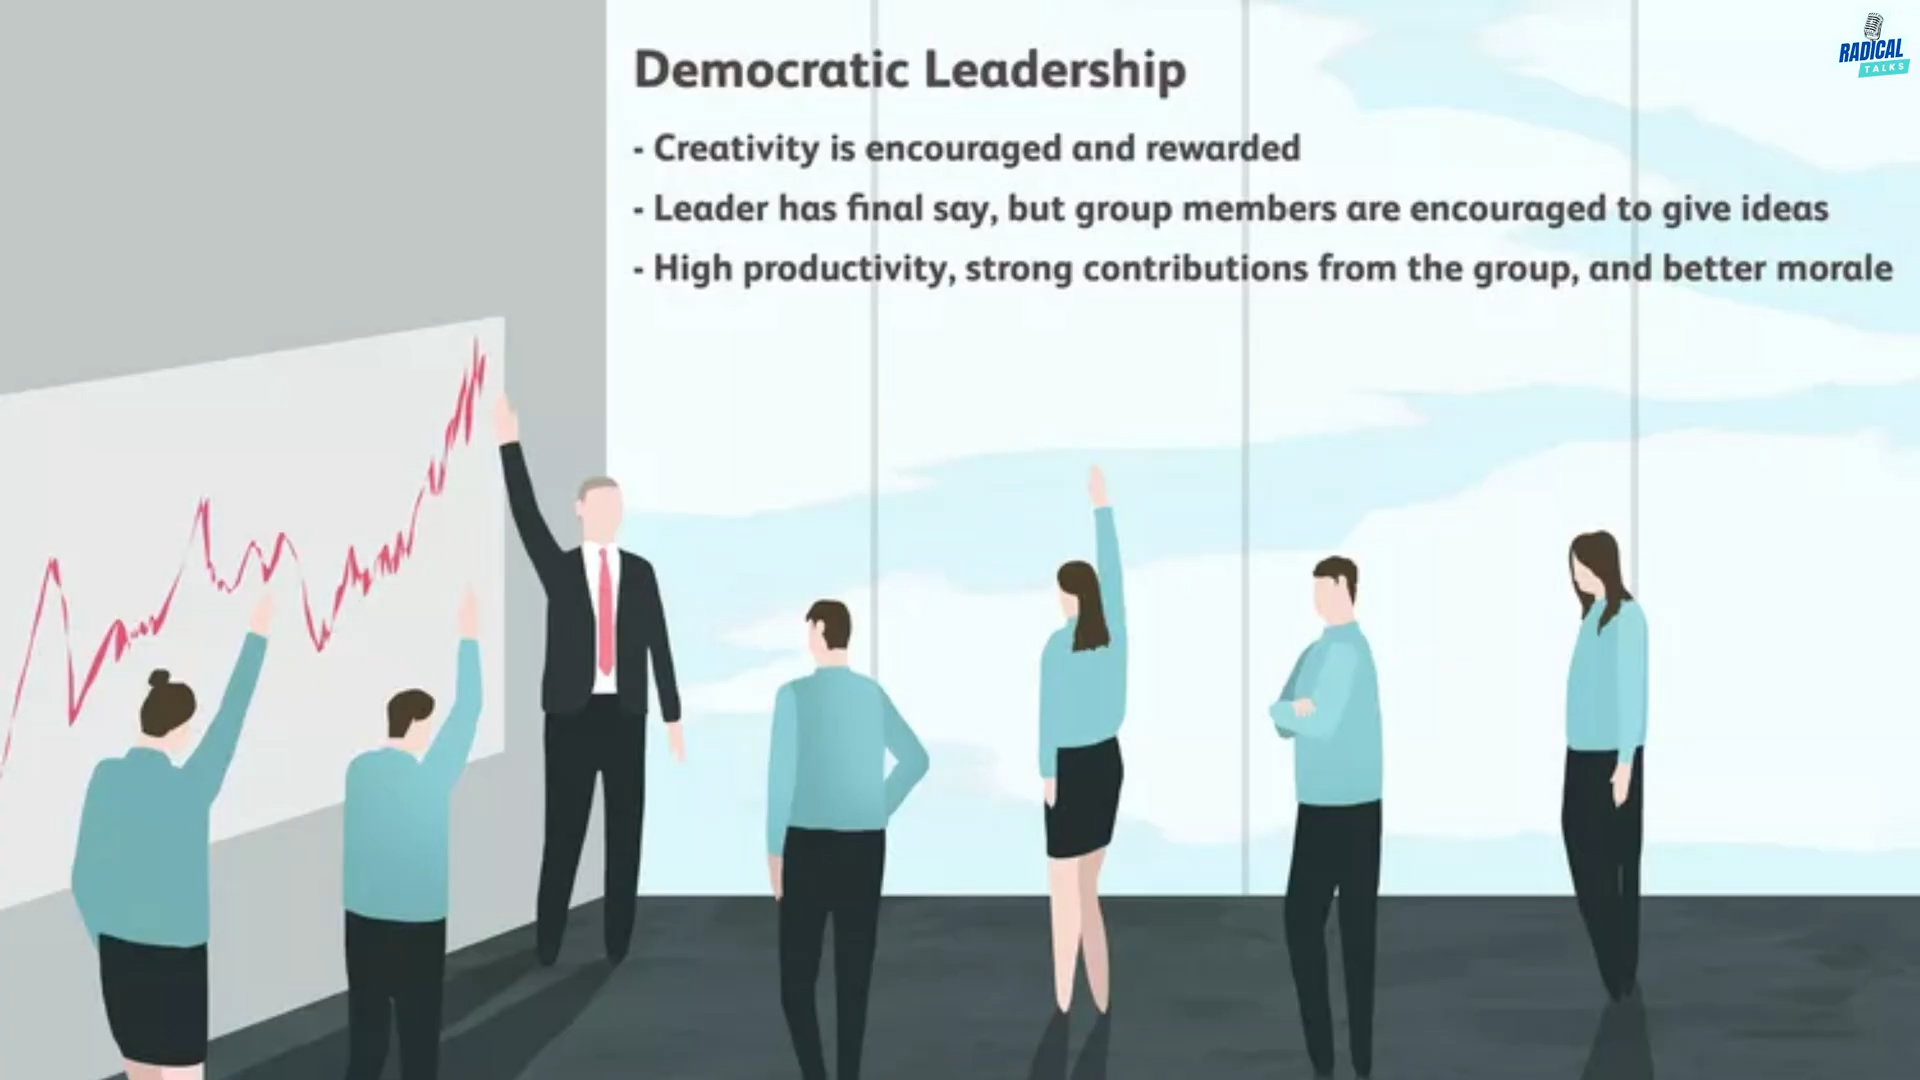 Democratic Leadership
- Creativity is encouraged and rewarded
- Leader has final say, but group members are encouraged to give ideas
- High productivity, strong contributions from the group, and better morale
RADICAL
TALKS